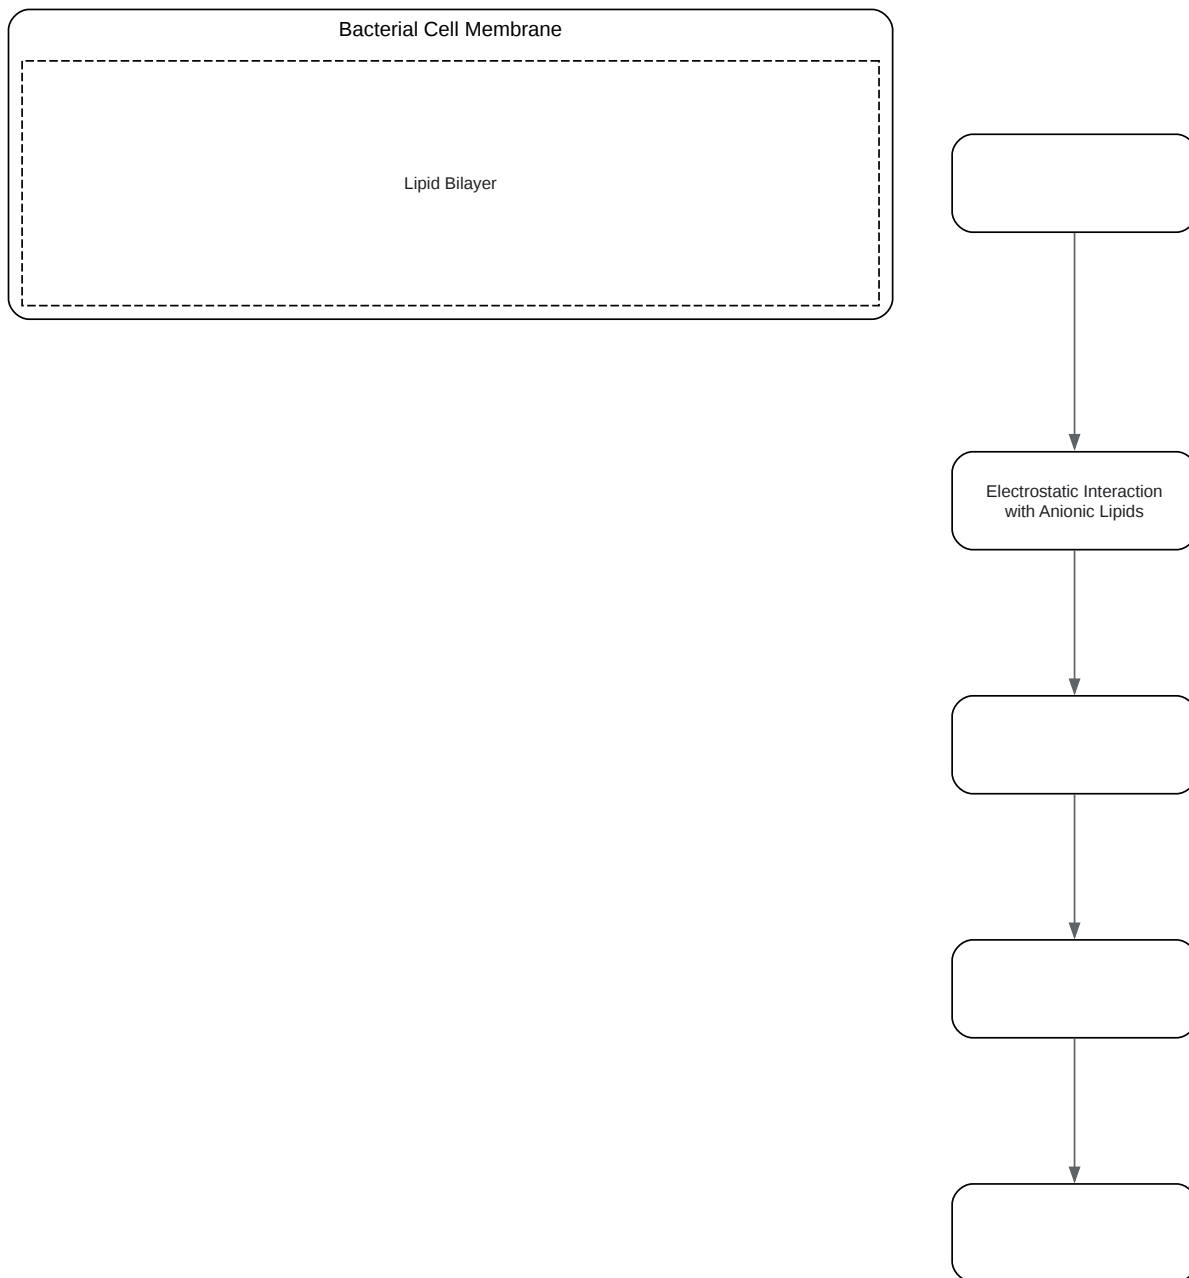 Bacterial Cell Membrane
Lipid Bilayer
Electrostatic Interaction
with Anionic Lipids